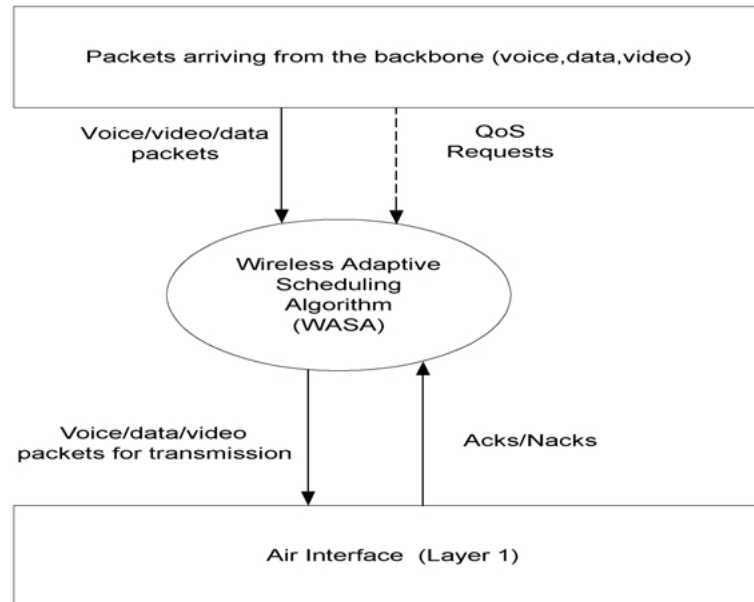 Packets arriving from the backbone (voice,data,video)
Voice/video/data
packets
QoS
Requests
Wireless Adaptive
Scheduling
Algorithm
(WASA)
Voice/data/video
packets for transmission
Acks/Nacks
Air Interface (Layer 1)